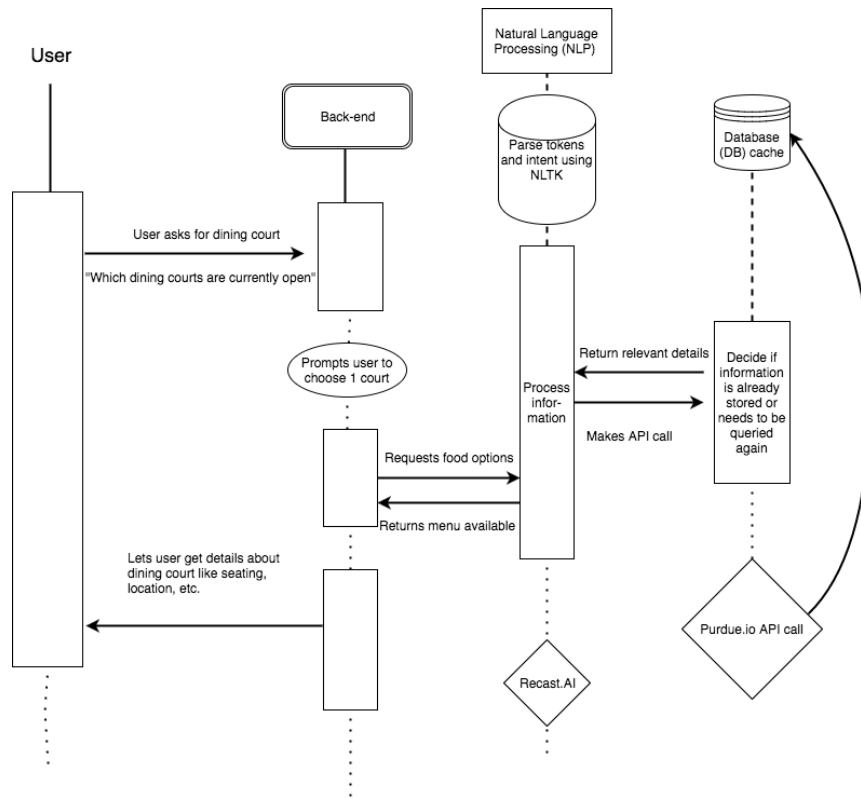 Natural Language
Processing (NLP)
User
Back-end
Parse tokens
and intent using
NLTK
Database
(DB) cache
User asks for dining court
"Which dining courts are currently open"
Prompts user to
choose 1 court
Return relevant details
Process
infor-
mation
Makes API call
Decide if
information
is already
stored or
needs to be
queried
again
Requests food options
Returns menu available
Lets user get details about
dining court like seating,
location, etc.
Purdue.io API call
Recast.AI